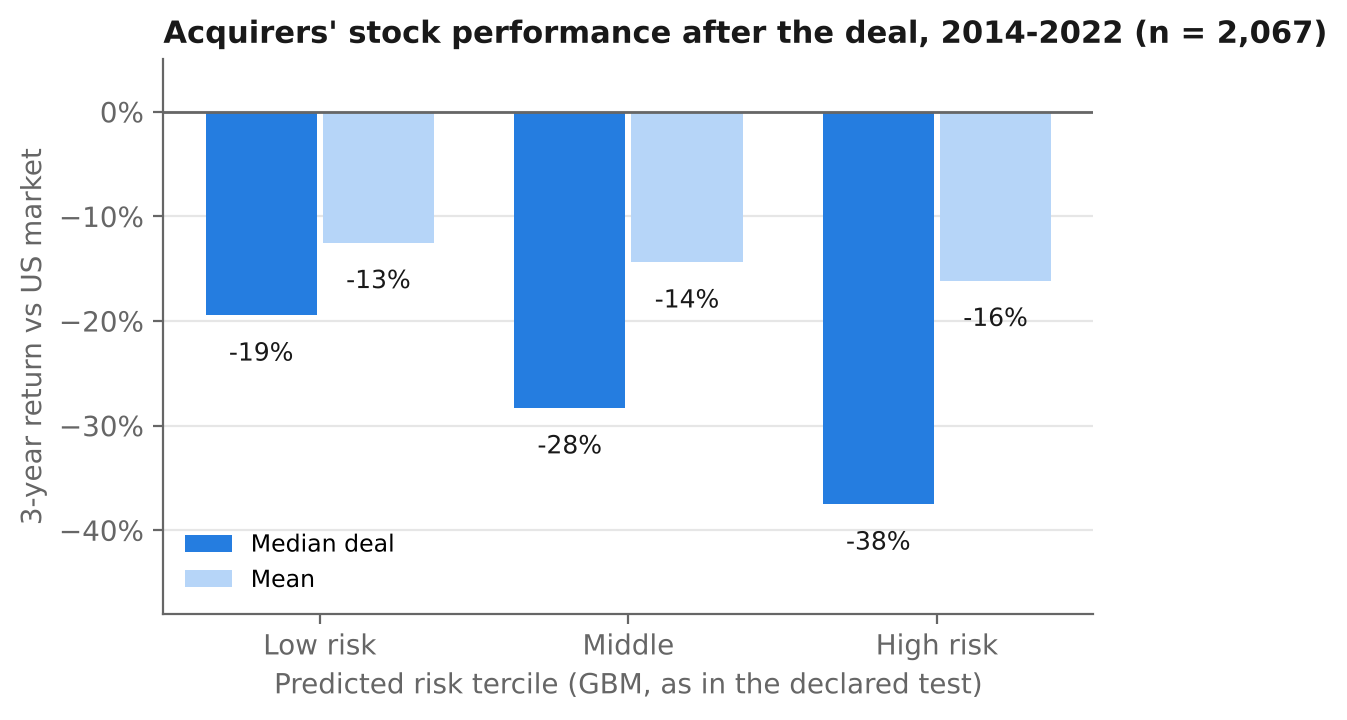 Acquirers' stock performance after the deal, 2014-2022 (n = 2,067)
3-year return vs US market
0%
−10%
−20%
−30%
−40%
-19%
-13%
-28%
-14%
-38%
-16%
Median deal
Mean
Low risk
Middle
High risk
Predicted risk tercile (GBM, as in the declared test)